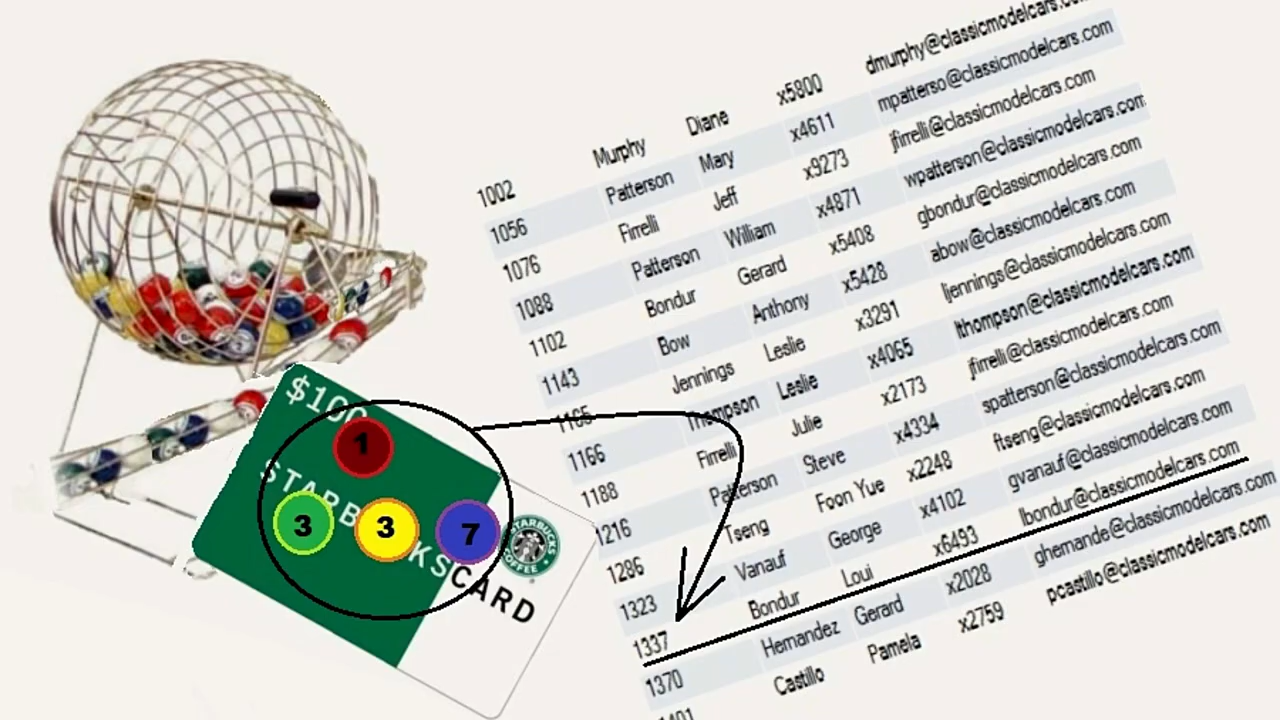 1002 Murphy Diane x5800 dmurphy@classicmodelcars.com
1056 Patterson Mary x4611 mpatterso@classicmodelcars.com
1076 Firrelli Jeff x9273 jfirrelli@classicmodelcars.com
1088 Patterson William x4871 wpatterson@classicmodelcars.com
1102 Bondur Gerard x5408 gbondur@classicmodelcars.com
1143 Bow Anthony x5428 abow@classicmodelcars.com
1165 Jennings Leslie x3291 ljennings@classicmodelcars.com
1166 Thompson Leslie x4065 lthompson@classicmodelcars.com
1188 Firrelli Julie x2173 jfirrelli@classicmodelcars.com
1216 Patterson Steve x4334 spatterson@classicmodelcars.com
1286 Tseng Foon Yue x2248 ftseng@classicmodelcars.com
1323 Vanauf George x4102 gvanauf@classicmodelcars.com
1337 Bondur Loui x6493 lbondur@classicmodelcars.com
1370 Hernandez Gerard x2028 ghernande@classicmodelcars.com
1401 Castillo Pamela x2759 pcastillo@classicmodelcars.com
$100
STARBUCKS CARD
1
3 3 7
STARBUCKS
COFFEE